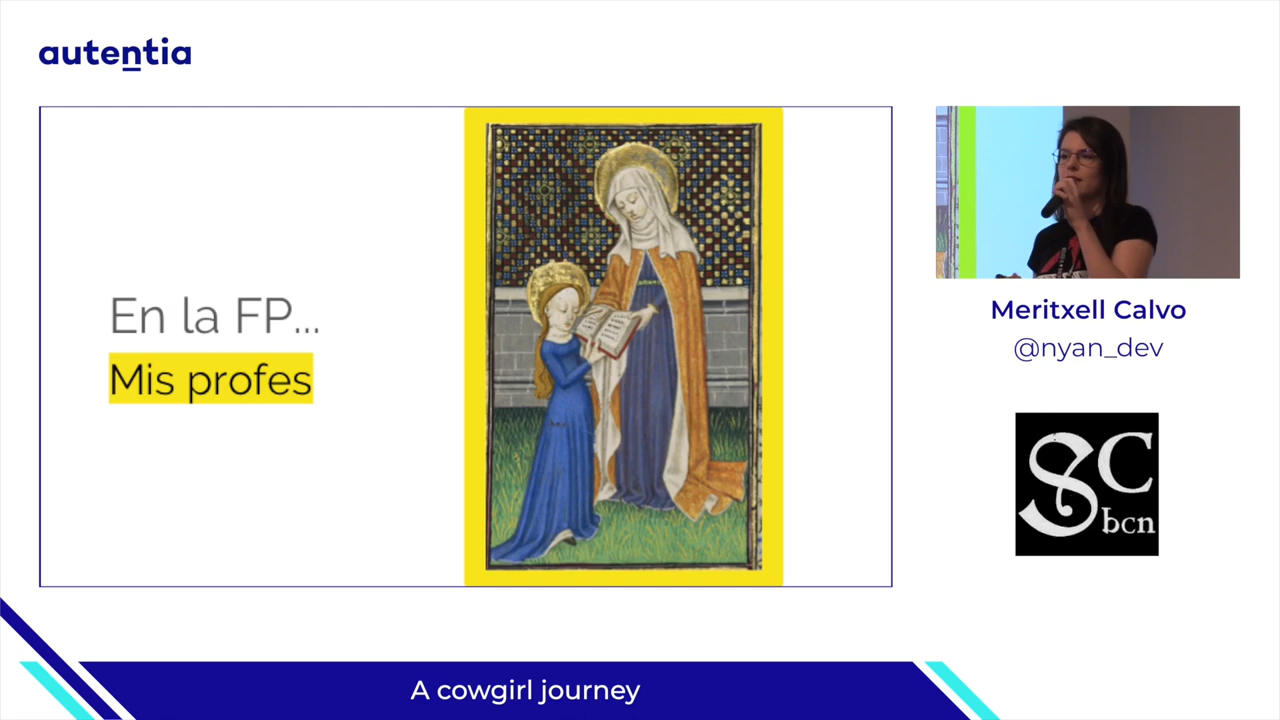 autentia
En la FP...
Mis profes
Meritxell Calvo
@nyan_dev
SC
bcn
A cowgirl journey